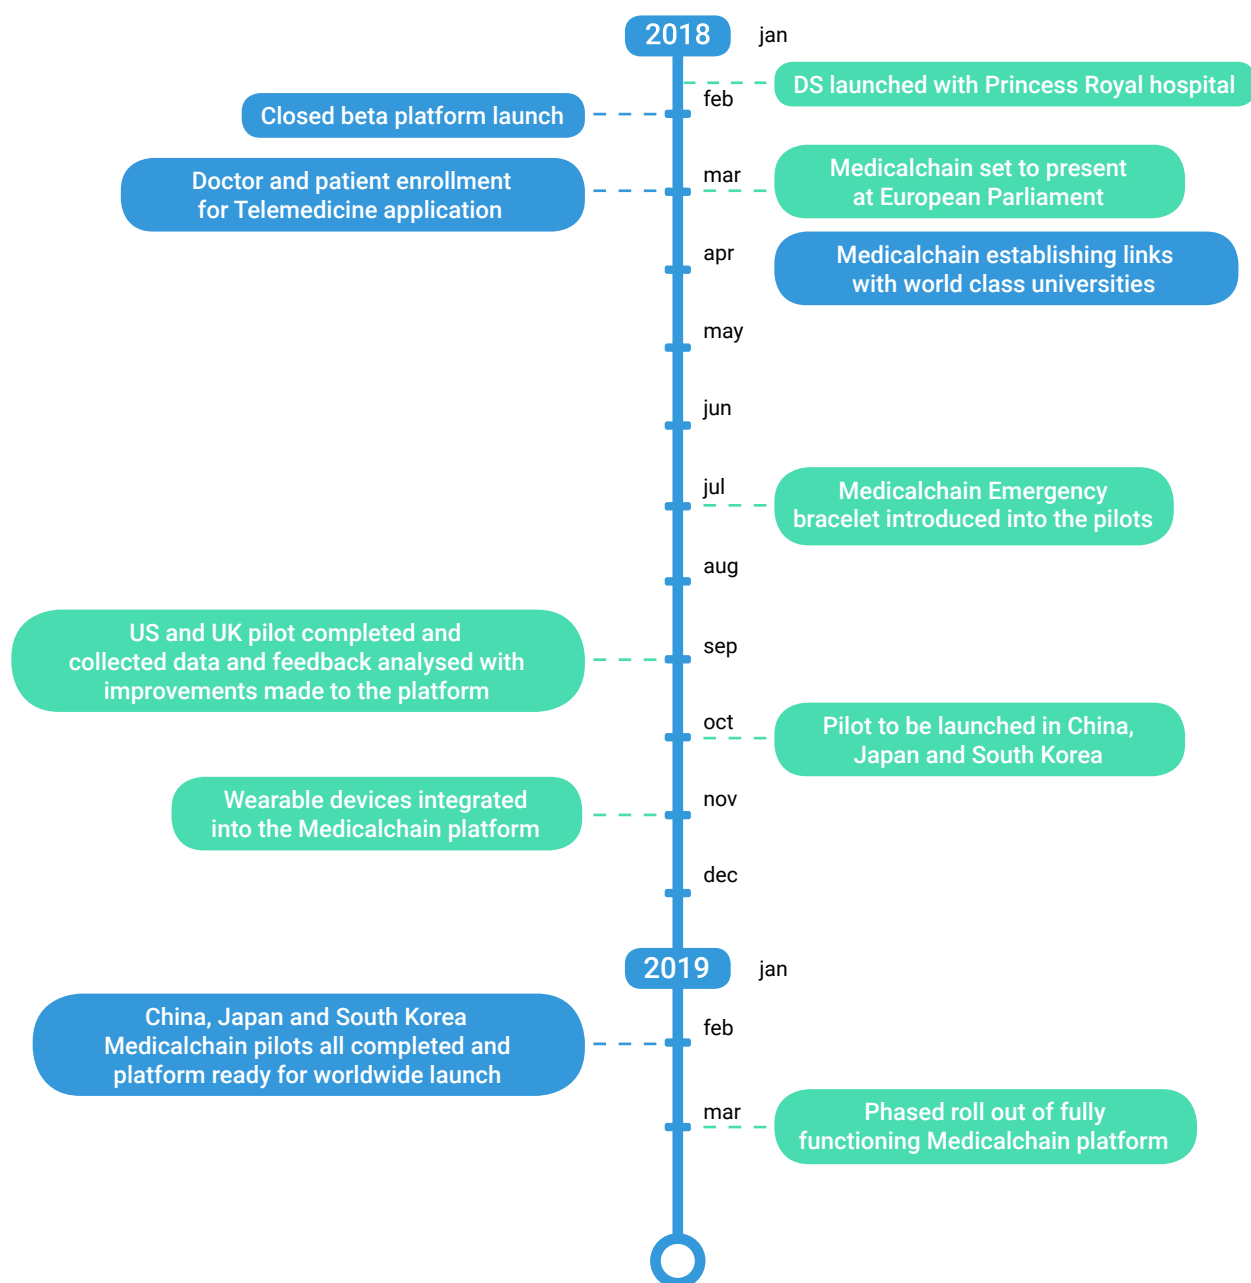 2018
jan
DS launched with Princess Royal hospital
feb
Closed beta platform launch
mar
Doctor and patient enrollment
for Telemedicine application
Medicalchain set to present
at European Parliament
apr
Medicalchain establishing links
with world class universities
may
jun
jul
Medicalchain Emergency
bracelet introduced into the pilots
aug
US and UK pilot completed and
collected data and feedback analysed with
improvements made to the platform
sep
oct
Pilot to be launched in China,
Japan and South Korea
Wearable devices integrated
into the Medicalchain platform
nov
dec
2019
jan
China, Japan and South Korea
Medicalchain pilots all completed and
platform ready for worldwide launch
feb
mar
Phased roll out of fully
functioning Medicalchain platform